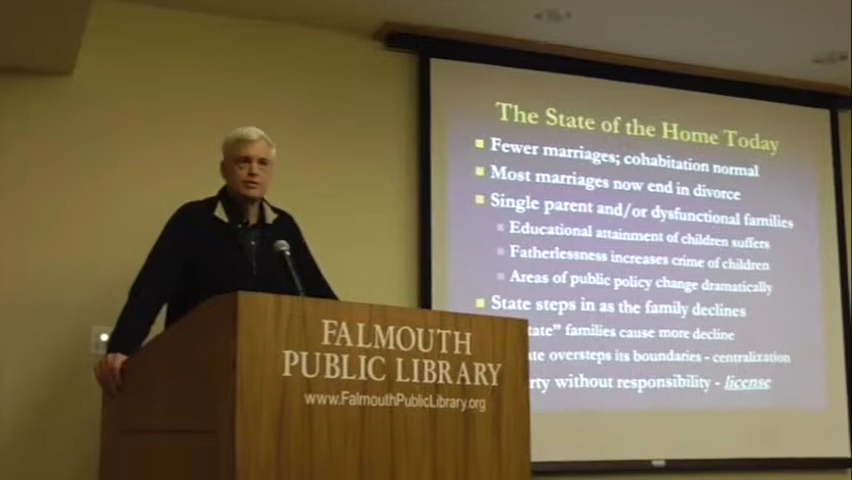 The State of the Home Today
Fewer marriages; cohabitation normal
Most marriages now end in divorce
Single parent and/or dysfunctional families
Educational attainment of children suffers
Fatherlessness increases crime of children
Areas of public policy change dramatically
State steps in as the family declines
families cause more decline
oversteps its boundaries - centralization
without responsibility - license
FALMOUTH
PUBLIC LIBRARY
www.FalmouthPublicLibrary.org